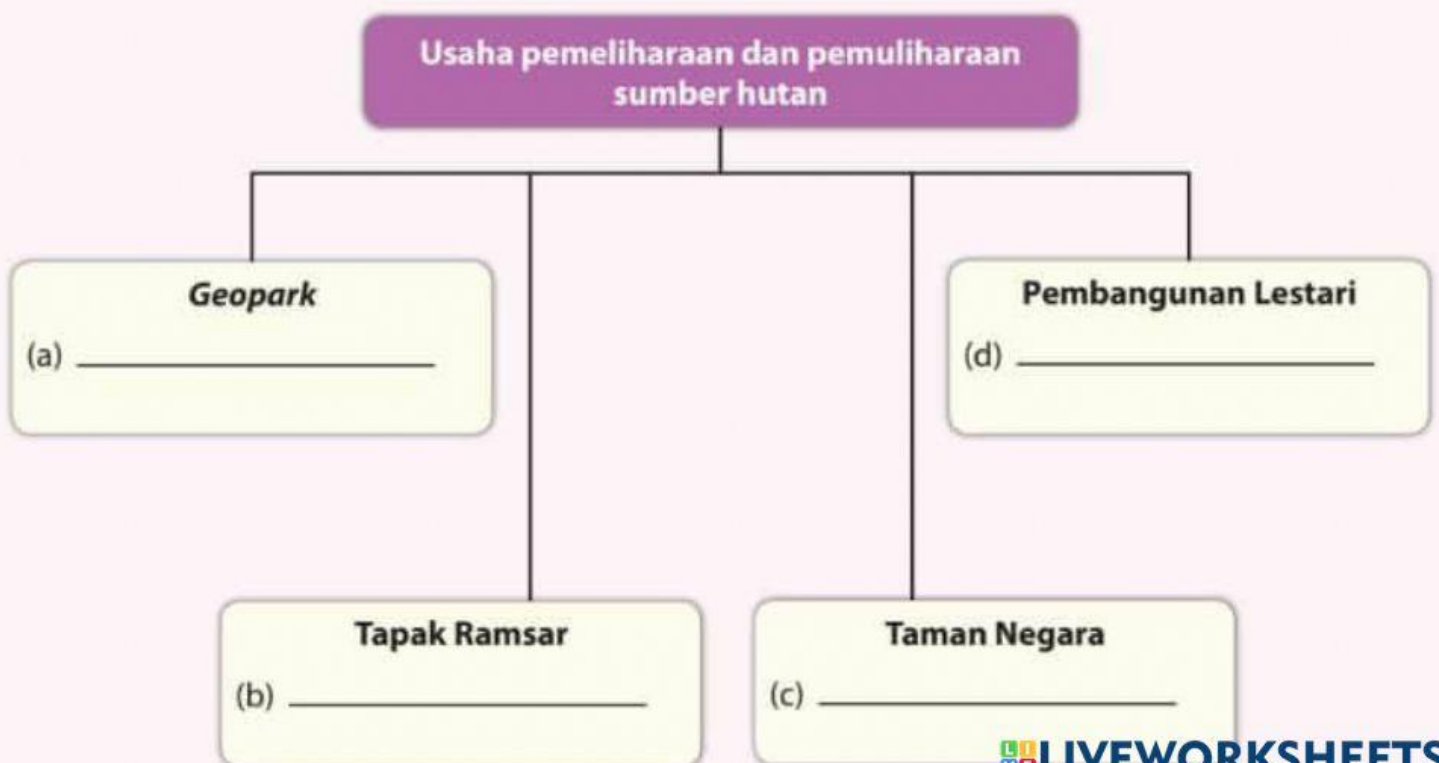 Usaha pemeliharaan dan pemuliharaan
sumber hutan
Geopark
(a)
Pembangunan Lestari
(d)
Tapak Ramsar
(b)
Taman Negara
(c)
LIVEWORKSHEETS